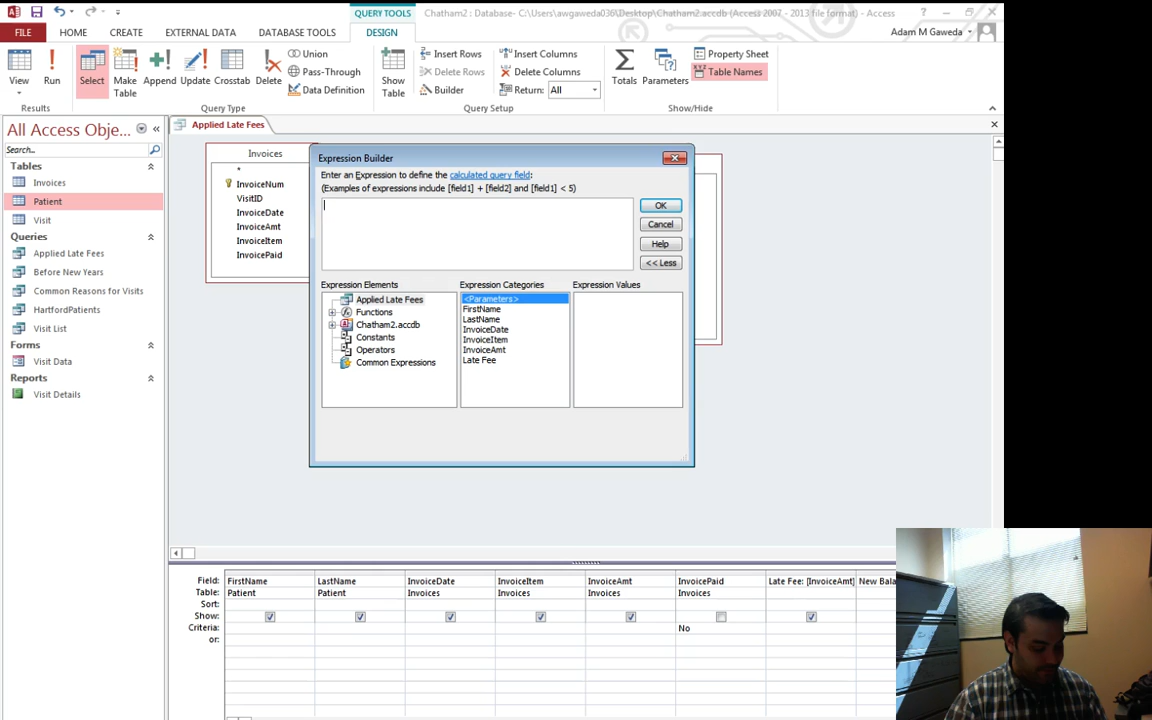 QUERY TOOLS
Chatham2 : Database- C:\Users\awgaweda036\Desktop\Chatham2.accdb (Access 2007 - 2013 file format) - Access
FILE HOME CREATE EXTERNAL DATA DATABASE TOOLS DESIGN Adam M Gaweda
View Run Select Make Table Append Update Crosstab Delete
Union
Pass-Through
Data Definition
Show Table
Insert Rows
Delete Rows
Builder
Insert Columns
Delete Columns
Return: All
Totals Parameters
Property Sheet
Table Names
Results Query Type Query Setup Show/Hide
All Access Obje...
Search...
Tables
Invoices
Patient
Visit
Queries
Applied Late Fees
Before New Years
Common Reasons for Visits
HartfordPatients
Visit List
Forms
Visit Data
Reports
Visit Details
Applied Late Fees
Invoices
*
InvoiceNum
VisitID
InvoiceDate
InvoiceAmt
InvoiceItem
InvoicePaid
Expression Builder
Enter an Expression to define the calculated query field:
(Examples of expressions include [field1] + [field2] and [field1] < 5)
OK
Cancel
Help
<< Less
Expression Elements
Applied Late Fees
Functions
Chatham2.accdb
Constants
Operators
Common Expressions
Expression Categories
<Parameters>
FirstName
LastName
InvoiceDate
InvoiceItem
InvoiceAmt
Late Fee
Expression Values
Field: FirstName LastName InvoiceDate InvoiceItem InvoiceAmt InvoicePaid Late Fee: [InvoiceAmt] New Bala
Table: Patient Patient Invoices Invoices Invoices Invoices
Sort:
Show:
Criteria: No
or: